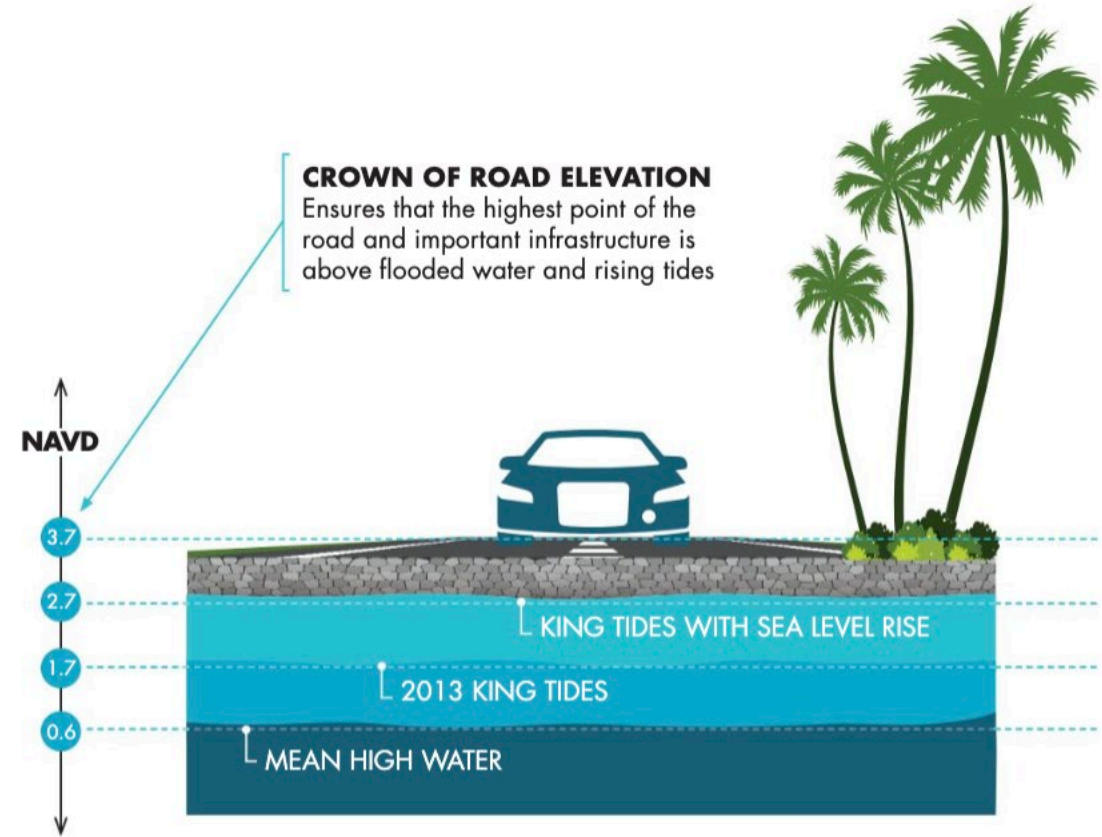 CROWN OF ROAD ELEVATION
Ensures that the highest point of the
road and important infrastructure is
above flooded water and rising tides
NAVD
3.7
2.7
KING TIDES WITH SEA LEVEL RISE
1.7
2013 KING TIDES
0.6
MEAN HIGH WATER